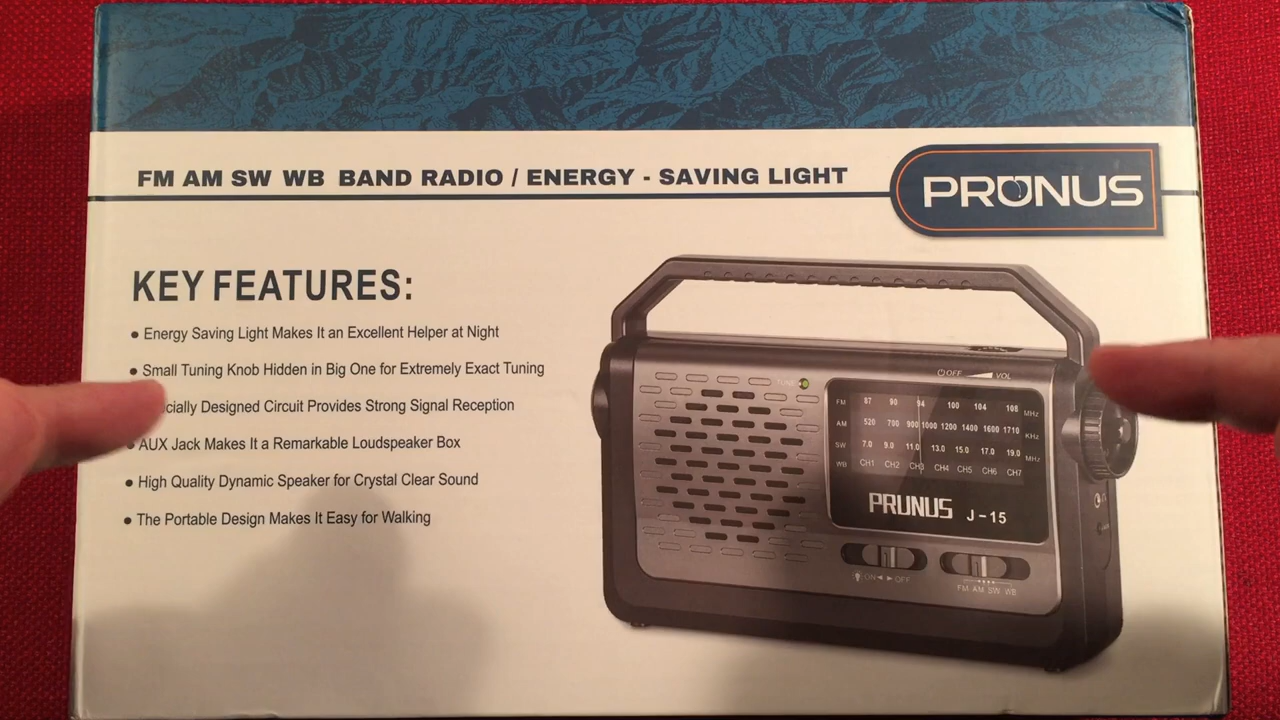 FM AM SW WB BAND RADIO / ENERGY - SAVING LIGHT
PRUNUS
KEY FEATURES:
● Energy Saving Light Makes It an Excellent Helper at Night
● Small Tuning Knob Hidden in Big One for Extremely Exact Tuning
cially Designed Circuit Provides Strong Signal Reception
● AUX Jack Makes It a Remarkable Loudspeaker Box
● High Quality Dynamic Speaker for Crystal Clear Sound
● The Portable Design Makes It Easy for Walking
OFF VOL
TUNE
FM 87 90 94 100 104 108 MHz
AM 520 700 900 1000 1200 1400 1600 1710 KHz
SW 7.0 9.0 11.0 13.0 15.0 17.0 19.0 MHz
WB CH1 CH2 CH3 CH4 CH5 CH6 CH7
PRUNUS J-15
ON ◄ ► OFF
FM AM SW WB